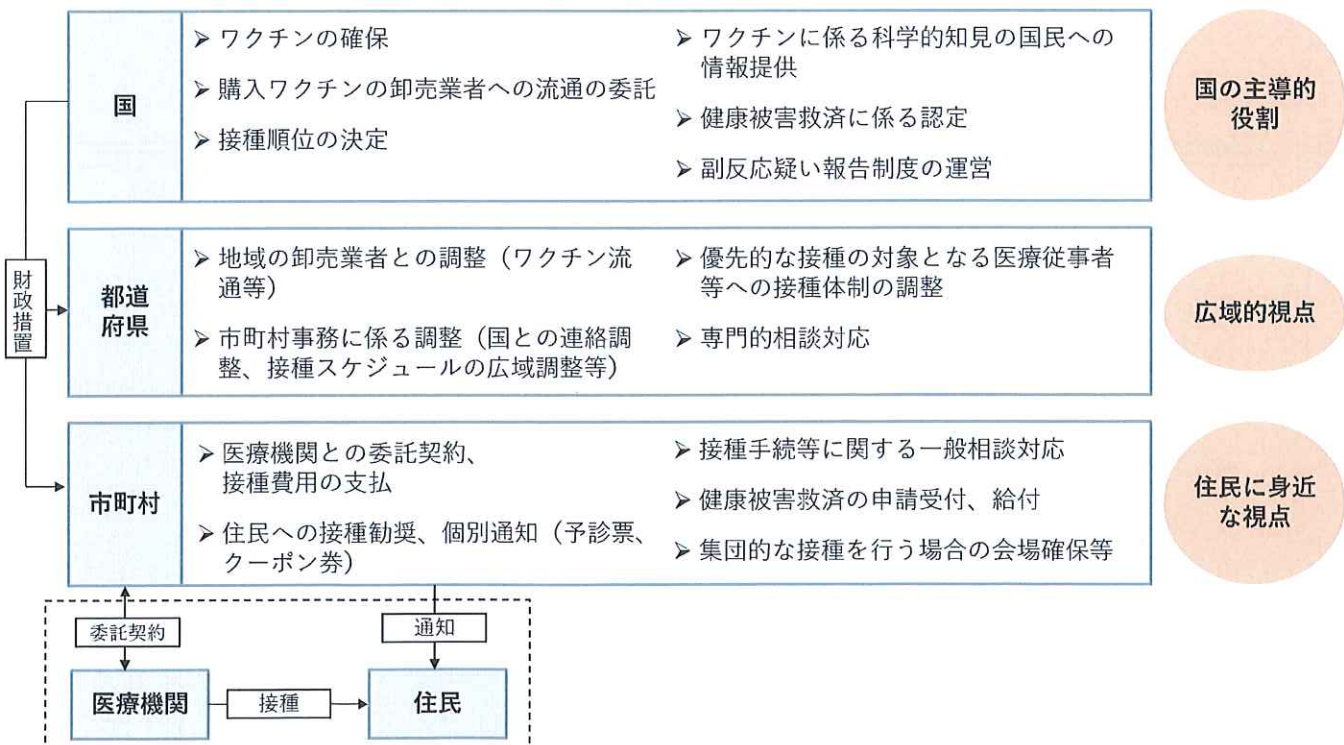 国
➢ ワクチンの確保
➢ 購入ワクチンの卸売業者への流通の委託
➢ 接種順位の決定
➢ ワクチンに係る科学的知見の国民への
情報提供
➢ 健康被害救済に係る認定
➢ 副反応疑い報告制度の運営
国の主導的
役割
財政措置
都道
府県
➢ 地域の卸売業者との調整（ワクチン流
通等）
➢ 市町村事務に係る調整（国との連絡調
整、接種スケジュールの広域調整等）
➢ 優先的な接種の対象となる医療従事者
等への接種体制の調整
➢ 専門的相談対応
広域的視点
市町村
➢ 医療機関との委託契約、
接種費用の支払
➢ 住民への接種勧奨、個別通知（予診票、
クーポン券）
➢ 接種手続等に関する一般相談対応
➢ 健康被害救済の申請受付、給付
➢ 集団的な接種を行う場合の会場確保等
住民に身近
な視点
委託契約
通知
医療機関
接種
住民